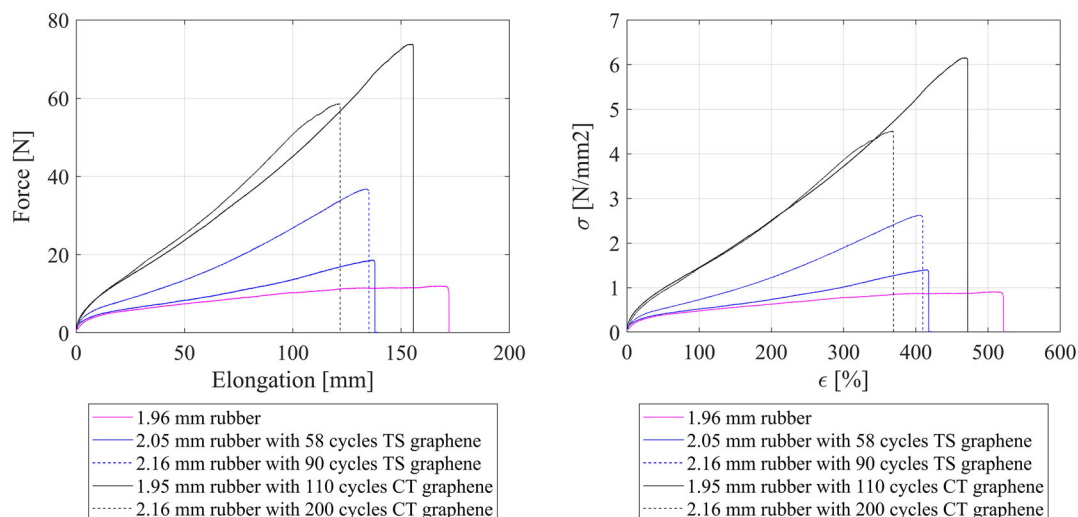 80
70
60
40
20
0
0
50
100
150
200
Force [N]
Elongation [mm]
1.96 mm rubber
2.05 mm rubber with 58 cycles TS graphene
2.16 mm rubber with 90 cycles TS graphene
1.95 mm rubber with 110 cycles CT graphene
2.16 mm rubber with 200 cycles CT graphene
7
6
5
4
3
2
1
0
0
100
200
300
400
500
600
σ [N/mm2]
ϵ [%]
1.96 mm rubber
2.05 mm rubber with 58 cycles TS graphene
2.16 mm rubber with 90 cycles TS graphene
1.95 mm rubber with 110 cycles CT graphene
2.16 mm rubber with 200 cycles CT graphene